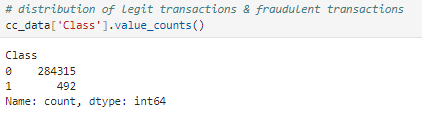 # distribution of legit transactions & fraudulent transactions
cc_data['Class'].value_counts()
Class
0    284315
1       492
Name: count, dtype: int64